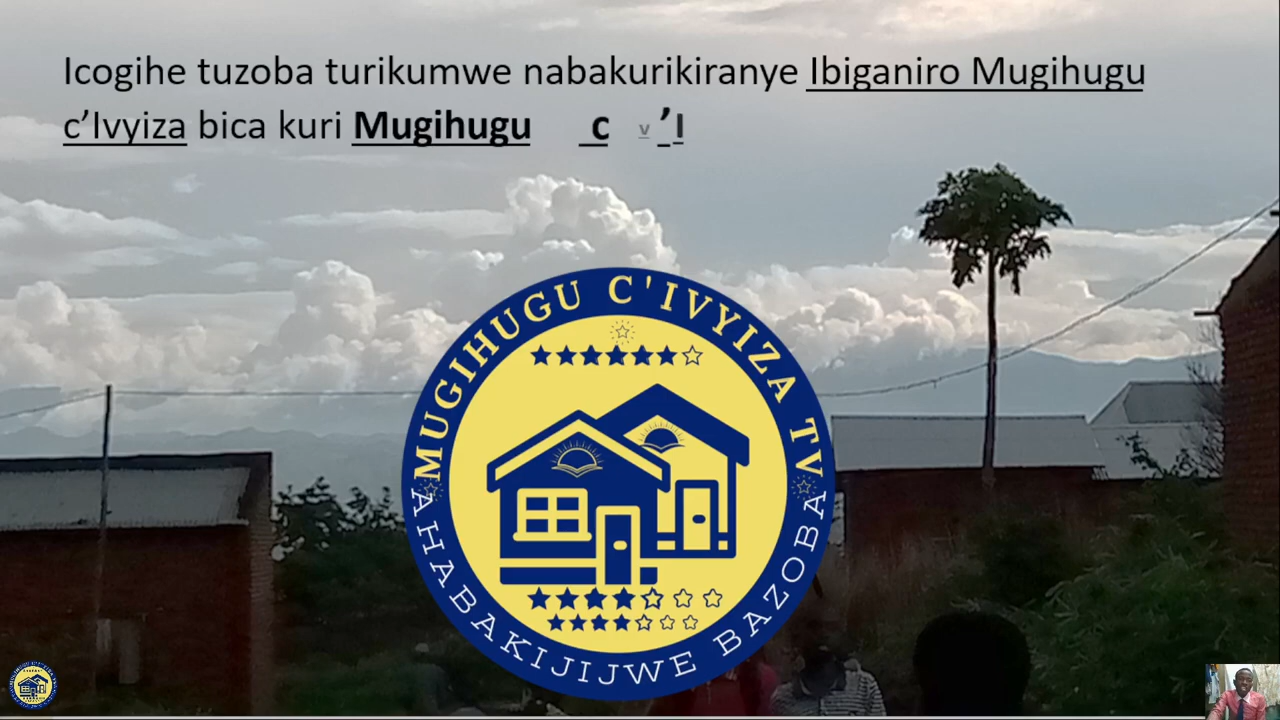 Icogihe tuzoba turikumwe nabakurikiranye Ibiganiro Mugihugu
c’Ivyiza bica kuri Mugihugu c v ’I
MUGIHUGU C'IVYIZA TV
AHABAKIJIJWE BAZOBA